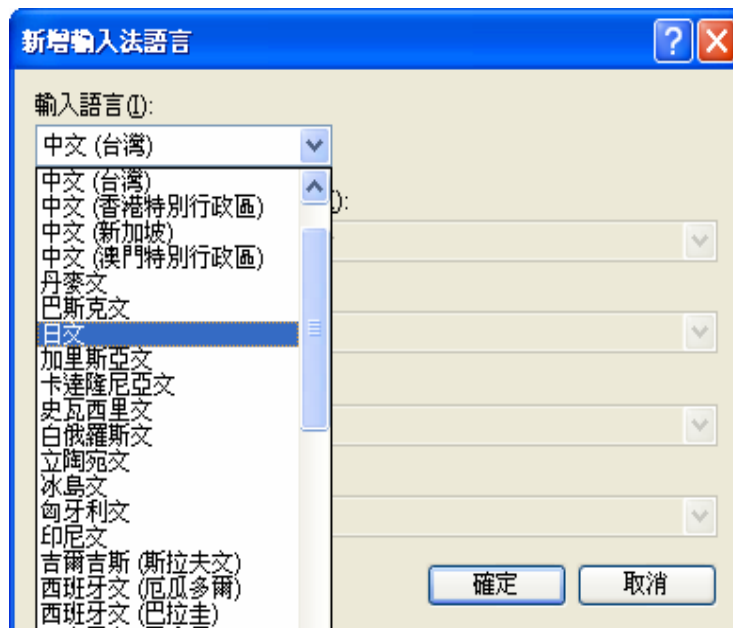 新增輸入法語言
輸入語言(I):
中文 (台灣)
中文 (台灣)
中文 (香港特別行政區)
):
中文 (新加坡)
中文 (澳門特別行政區)
丹麥文
巴斯克文
日文
加里斯亞文
卡達隆尼亞文
史瓦西里文
白俄羅斯文
立陶宛文
冰島文
匈牙利文
印尼文
吉爾吉斯 (斯拉夫文)
西班牙文 (厄瓜多爾)
西班牙文 (巴拉圭)
確定
取消